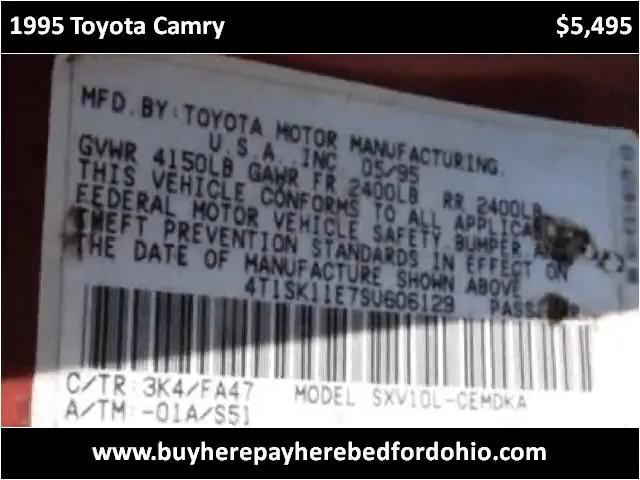 1995 Toyota Camry $5,495
MFD. BY: TOYOTA MOTOR MANUFACTURING
U.S.A. INC. 05/95
GVWR 4150LB GAWR FR 2400LB RR 2400LB
THIS VEHICLE CONFORMS TO ALL APPLICA
FEDERAL MOTOR VEHICLE SAFETY, BUMPER A
THEFT PREVENTION STANDARDS IN EFFECT ON
THE DATE OF MANUFACTURE SHOWN ABOVE
4T1SK11E7SU606129 PASS
C/TR: 3K4/FA47 MODEL SXV10L-CEMDKA
A/TM: -01A/S51
www.buyherepayherebedfordohio.com